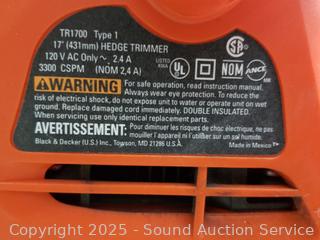 TR1700 Type 1
17" (431mm) HEDGE TRIMMER
120 V AC Only~ 2.4 A
3300 CSPM (NOM 2,4 A)
LISTED
UL
NOM
ANCE
WARNING For safe operation, read instruction manual.
Always wear eye protection. To reduce the
risk of electrical shock, do not expose to water or operate on wet
ground. Replace damaged cord immediately. DOUBLE INSULATED.
When servicing use only identical replacement parts.
AVERTISSEMENT: Pour diminuer les risques de choc électrique, ne pas
mouiller l'appareil ni l'utiliser sur un sol humide.
Black & Decker (U.S.) Inc., Towson, MD 21286 U.S.A.
Made in Mexico
Copyright 2025 - Sound Auction Service